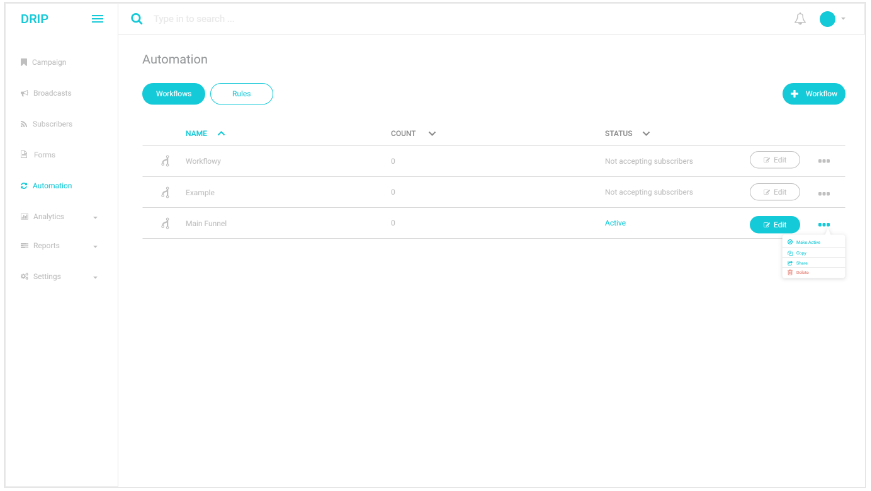 DRIP
Type in to search ...
Campaign
Broadcasts
Subscribers
Forms
Automation
Analytics
Reports
Settings
Automation
Workflows Rules
+ Workflow
NAME COUNT STATUS
Workflowy 0 Not accepting subscribers Edit
Example 0 Not accepting subscribers Edit
Main Funnel 0 Active Edit
Make Active
Copy
Share
Delete